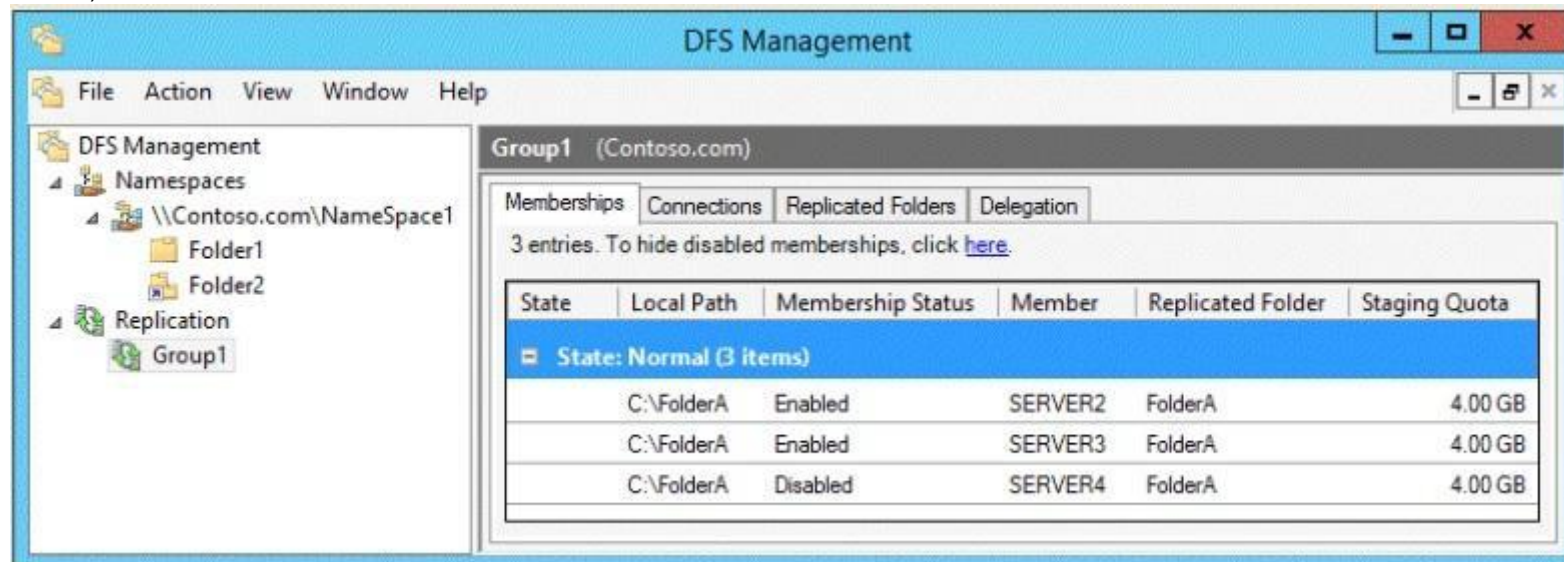 DFS Management
File Action View Window Help
DFS Management
Namespaces
\\Contoso.com\NameSpace1
Folder1
Folder2
Replication
Group1
Group1 (Contoso.com)
Memberships Connections Replicated Folders Delegation
3 entries. To hide disabled memberships, click here.
State Local Path Membership Status Member Replicated Folder Staging Quota
State: Normal (3 items)
C:\FolderA Enabled SERVER2 FolderA 4.00 GB
C:\FolderA Enabled SERVER3 FolderA 4.00 GB
C:\FolderA Disabled SERVER4 FolderA 4.00 GB